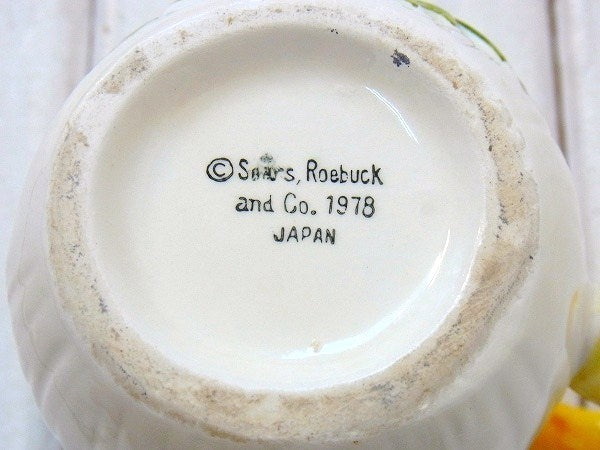 © Sears, Roebuck
and Co. 1978
JAPAN